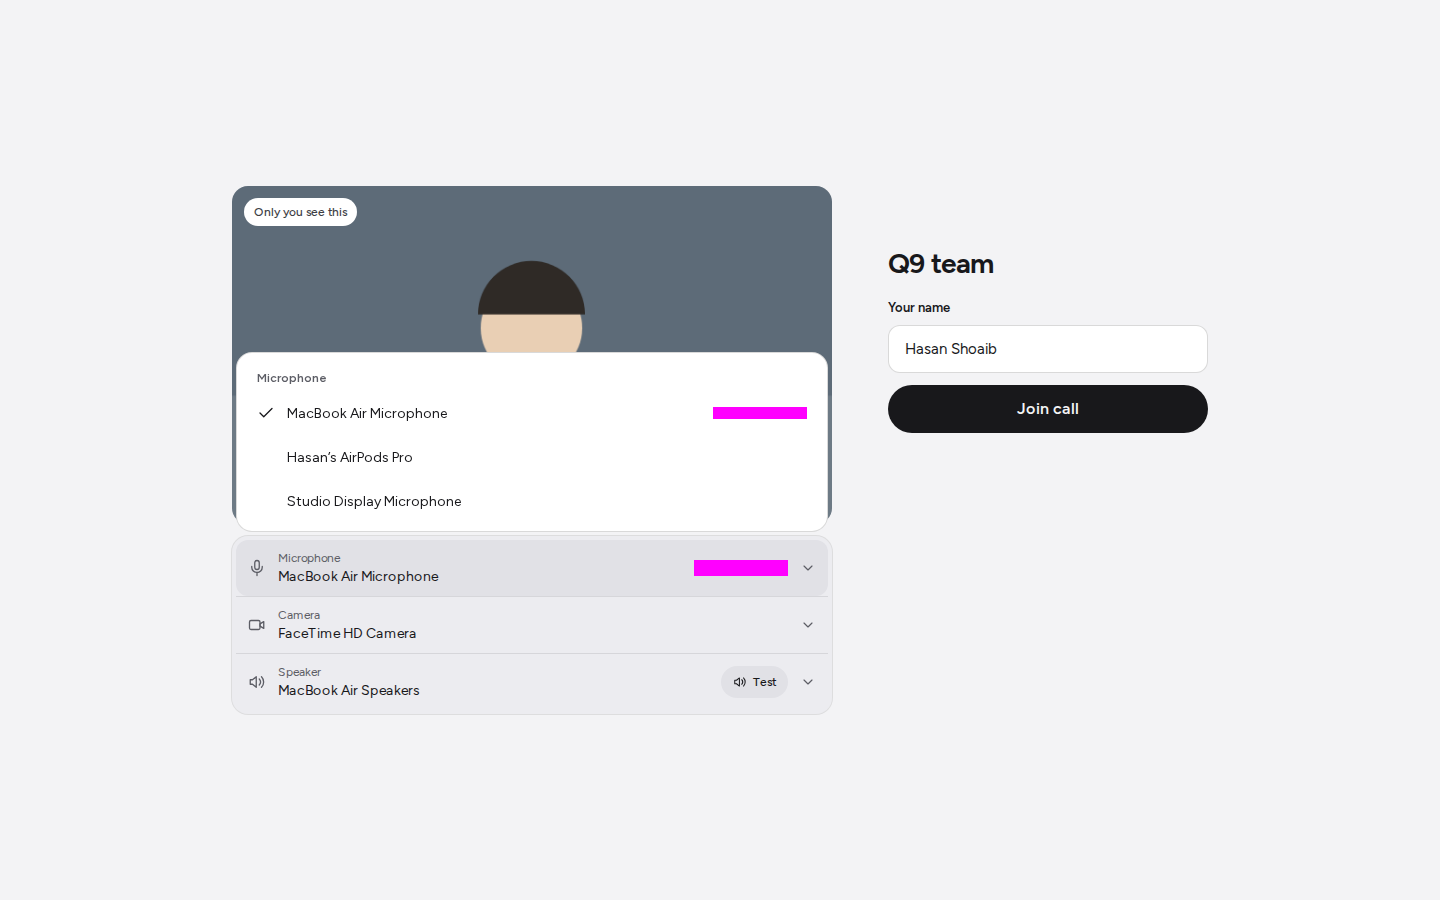 Only you see this
Microphone
MacBook Air Microphone
Hasan’s AirPods Pro
Studio Display Microphone
Microphone
MacBook Air Microphone
Camera
FaceTime HD Camera
Speaker
MacBook Air Speakers
Test
Q9 team
Your name
Hasan Shoaib
Join call